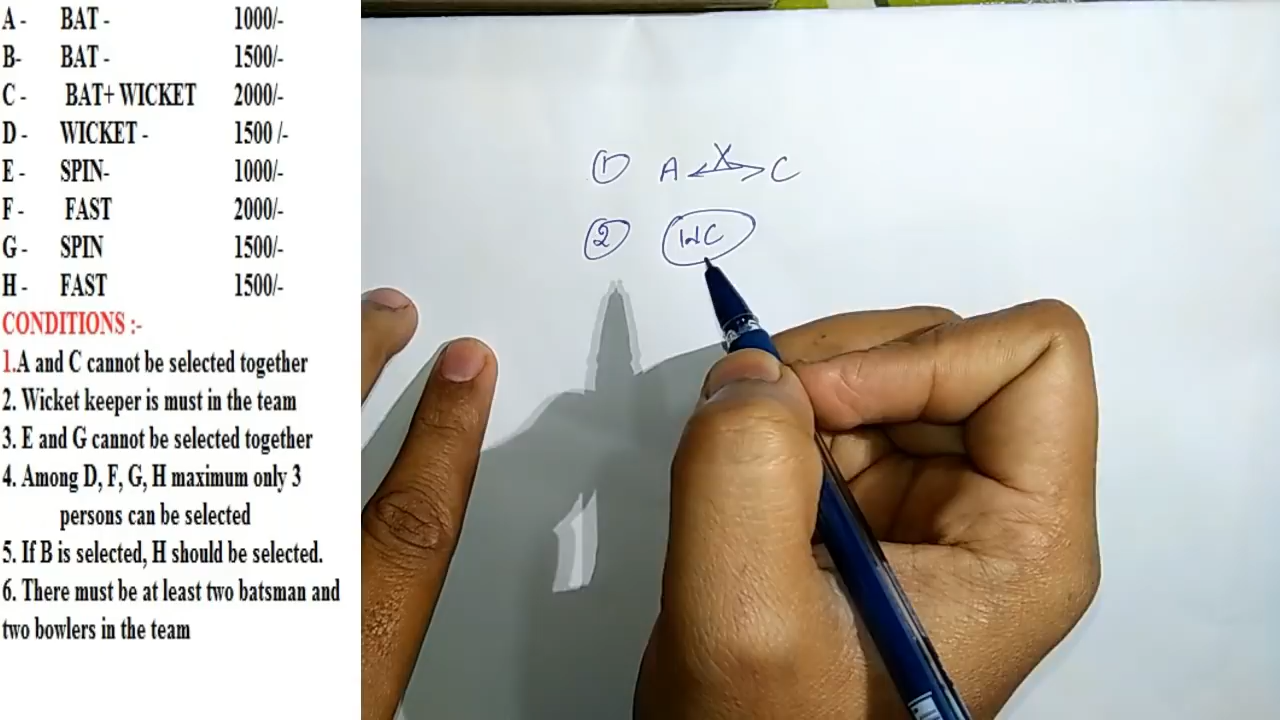 A - BAT - 1000/-
B- BAT - 1500/-
C - BAT+ WICKET 2000/-
D - WICKET - 1500 /-
E - SPIN- 1000/-
F - FAST 2000/-
G - SPIN 1500/-
H - FAST 1500/-
CONDITIONS :-
1.A and C cannot be selected together
2. Wicket keeper is must in the team
3. E and G cannot be selected together
4. Among D, F, G, H maximum only 3
persons can be selected
5. If B is selected, H should be selected.
6. There must be at least two batsman and
two bowlers in the team
1 A X C
2 WC